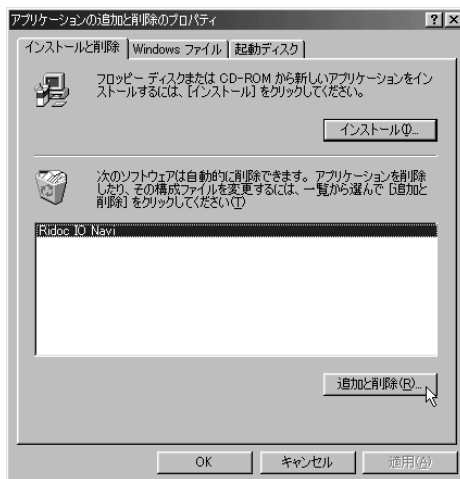 アプリケーションの追加と削除のプロパティ
インストールと削除 Windows ファイル 起動ディスク
フロッピー ディスクまたは CD-ROM から新しいアプリケーションをイン
ストールするには、[インストール] をクリックしてください。
インストール(I)...
次のソフトウェアは自動的に削除できます。アプリケーションを削除
したり、その構成ファイルを変更するには、一覧から選んで [追加と
削除] をクリックしてください(T)
Ridoc IO Navi
追加と削除(R)...
OK キャンセル 適用(A)